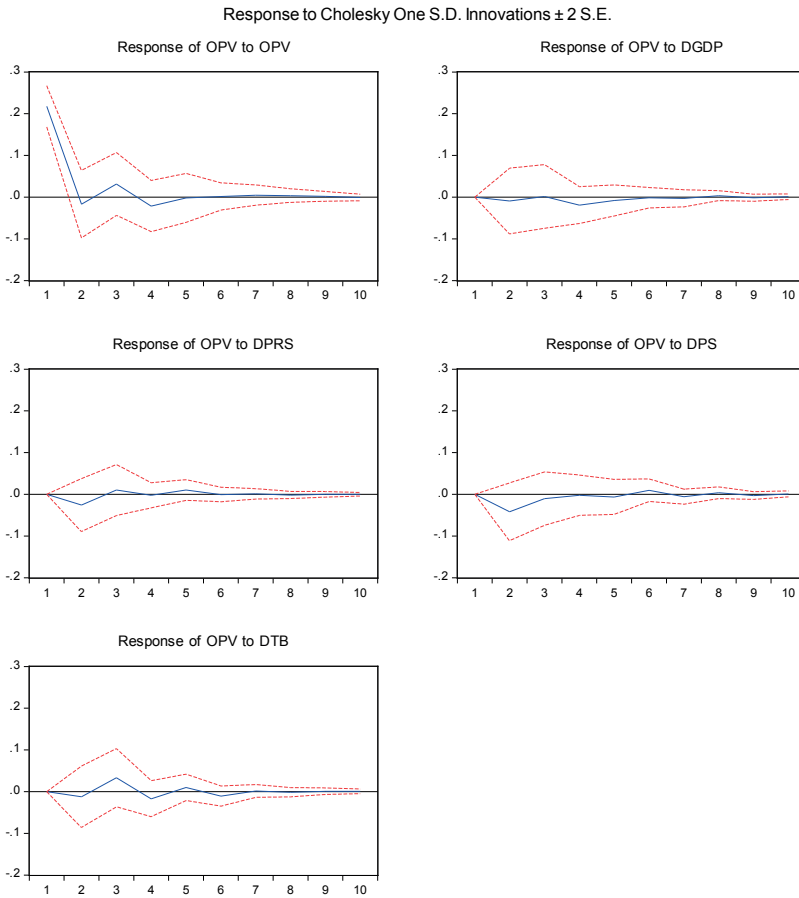 Response to Cholesky One S.D. Innovations ± 2 S.E.
Response of OPV to OPV
.3
.2
.1
.0
-.1
-.2
1 2 3 4 5 6 7 8 9 10
Response of OPV to DGDP
.3
.2
.1
.0
-.1
-.2
1 2 3 4 5 6 7 8 9 10
Response of OPV to DPRS
.3
.2
.1
.0
-.1
-.2
1 2 3 4 5 6 7 8 9 10
Response of OPV to DPS
.3
.2
.1
.0
-.1
-.2
1 2 3 4 5 6 7 8 9 10
Response of OPV to DTB
.3
.2
.1
.0
-.1
-.2
1 2 3 4 5 6 7 8 9 10